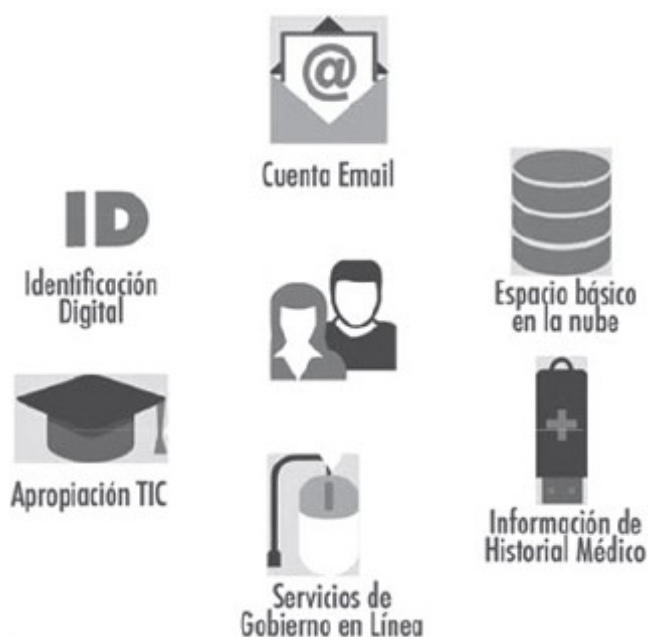 @
Cuenta Email
ID
Identificación
Digital
Espacio básico
en la nube
Apropiación TIC
Información de
Historial Médico
Servicios de
Gobierno en Línea